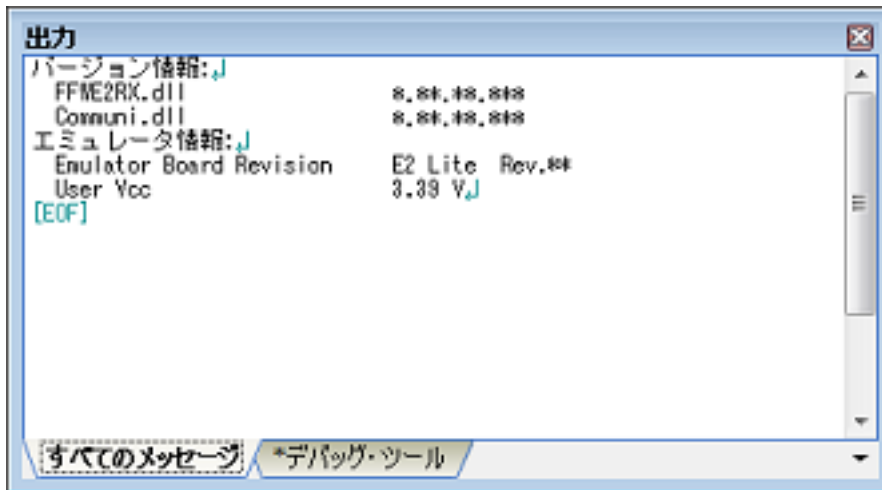 出力
バージョン情報:↲
FFWE2RX.dll *.**.**.***
Communi.dll *.**.**.***
エミュレータ情報:↲
Emulator Board Revision E2 Lite Rev.**
User Vcc 3.39 V↲
[EOF]
すべてのメッセージ *デバッグ・ツール